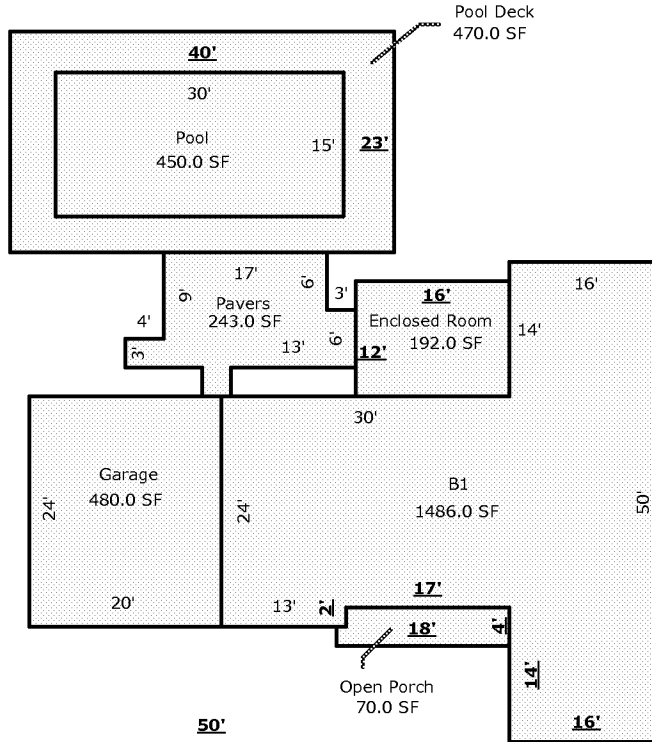 Pool Deck
470.0 SF
40'
30'
Pool
450.0 SF
15'
23'
17'
9'
6'
3'
Pavers
243.0 SF
4'
3'
13'
6'
16'
Enclosed Room
192.0 SF
12'
16'
14'
30'
Garage
480.0 SF
24'
24'
B1
1486.0 SF
50'
20'
13'
2'
17'
18'
4'
14'
Open Porch
70.0 SF
50'
16'